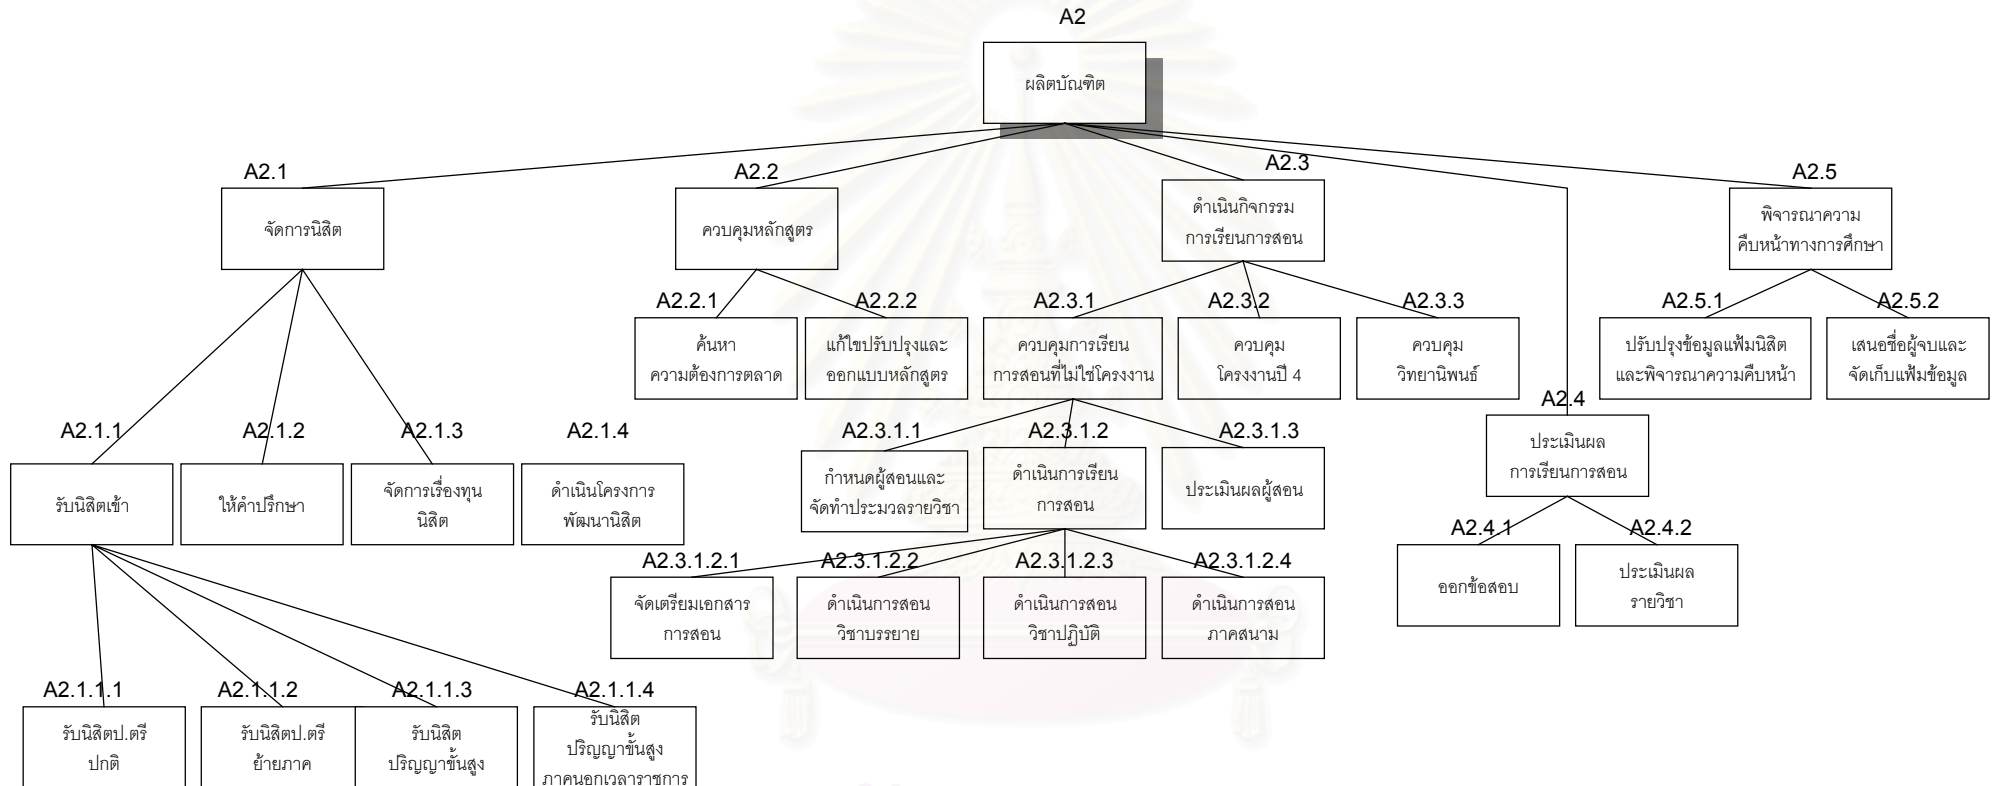 A2
ผลิตบัณฑิต
A2.1
จัดการนิสิต
A2.2
ควบคุมหลักสูตร
A2.3
ดำเนินกิจกรรม
การเรียนการสอน
A2.5
พิจารณาความ
คืบหน้าทางการศึกษา
A2.2.1
ค้นหา
ความต้องการตลาด
A2.2.2
แก้ไขปรับปรุงและ
ออกแบบหลักสูตร
A2.3.1
ควบคุมการเรียน
การสอนที่ไม่ใช่โครงงาน
A2.3.2
ควบคุม
โครงงานปี 4
A2.3.3
ควบคุม
วิทยานิพนธ์
A2.5.1
ปรับปรุงข้อมูลแฟ้มนิสิต
และพิจารณาความคืบหน้า
A2.5.2
เสนอชื่อผู้จบและ
จัดเก็บแฟ้มข้อมูล
A2.4
ประเมินผล
การเรียนการสอน
A2.1.1
รับนิสิตเข้า
A2.1.2
ให้คำปรึกษา
A2.1.3
จัดการเรื่องทุน
นิสิต
A2.1.4
ดำเนินโครงการ
พัฒนานิสิต
A2.3.1.1
กำหนดผู้สอนและ
จัดทำประมวลรายวิชา
A2.3.1.2
ดำเนินการเรียน
การสอน
A2.3.1.3
ประเมินผลผู้สอน
A2.4.1
ออกข้อสอบ
A2.4.2
ประเมินผล
รายวิชา
A2.3.1.2.1
จัดเตรียมเอกสาร
การสอน
A2.3.1.2.2
ดำเนินการสอน
วิชาบรรยาย
A2.3.1.2.3
ดำเนินการสอน
วิชาปฏิบัติ
A2.3.1.2.4
ดำเนินการสอน
ภาคสนาม
A2.1.1.1
รับนิสิตป.ตรี
ปกติ
A2.1.1.2
รับนิสิตป.ตรี
ย้ายภาค
A2.1.1.3
รับนิสิต
ปริญญาขั้นสูง
A2.1.1.4
รับนิสิต
ปริญญาขั้นสูง
ภาคนอกเวลาราชการ